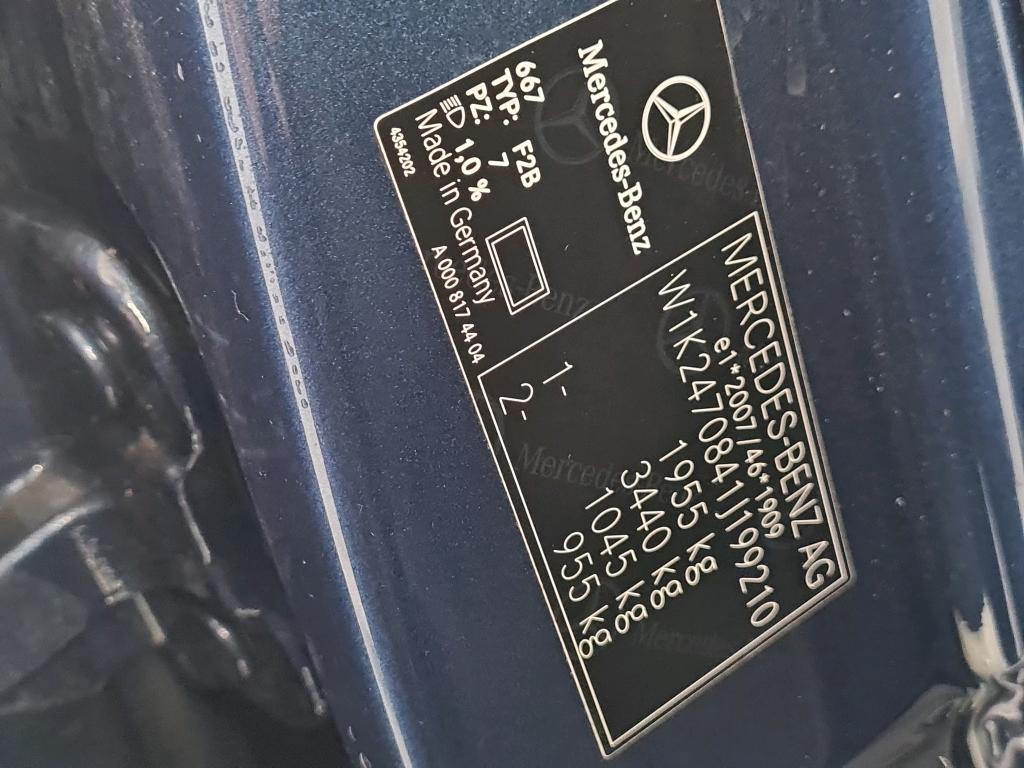 Mercedes-Benz
MERCEDES-BENZ AG
e1*2007/46*1909
W1K2470841J199210
1955 kg
3440 kg
1- 1045 kg
2- 955 kg
667
TYP: F2B
PZ: 7
1,0 %
Made in Germany
4354202
A 000 817 44 04